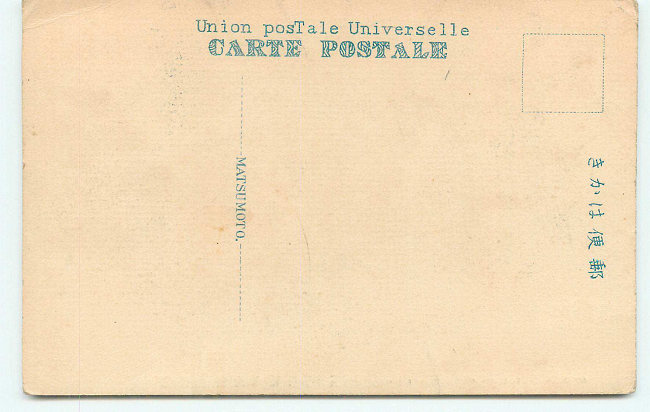 Union posTale Universelle
CARTE POSTALE
MATSUMOTO.
郵便はかき